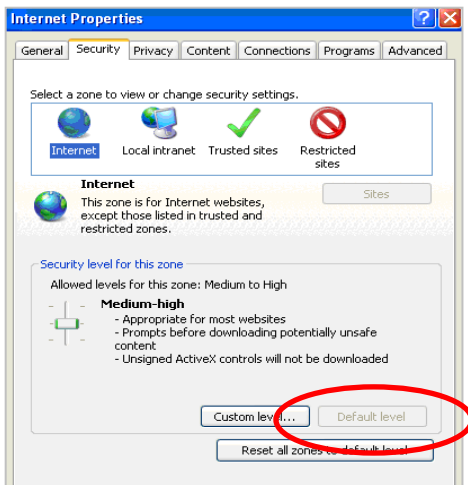 Internet Properties
General Security Privacy Content Connections Programs Advanced
Select a zone to view or change security settings.
Internet Local intranet Trusted sites Restricted sites
Internet
Sites
This zone is for Internet websites,
except those listed in trusted and
restricted zones.
Security level for this zone
Allowed levels for this zone: Medium to High
Medium-high
- Appropriate for most websites
- Prompts before downloading potentially unsafe
content
- Unsigned ActiveX controls will not be downloaded
Custom level... Default level
Reset all zones to default level